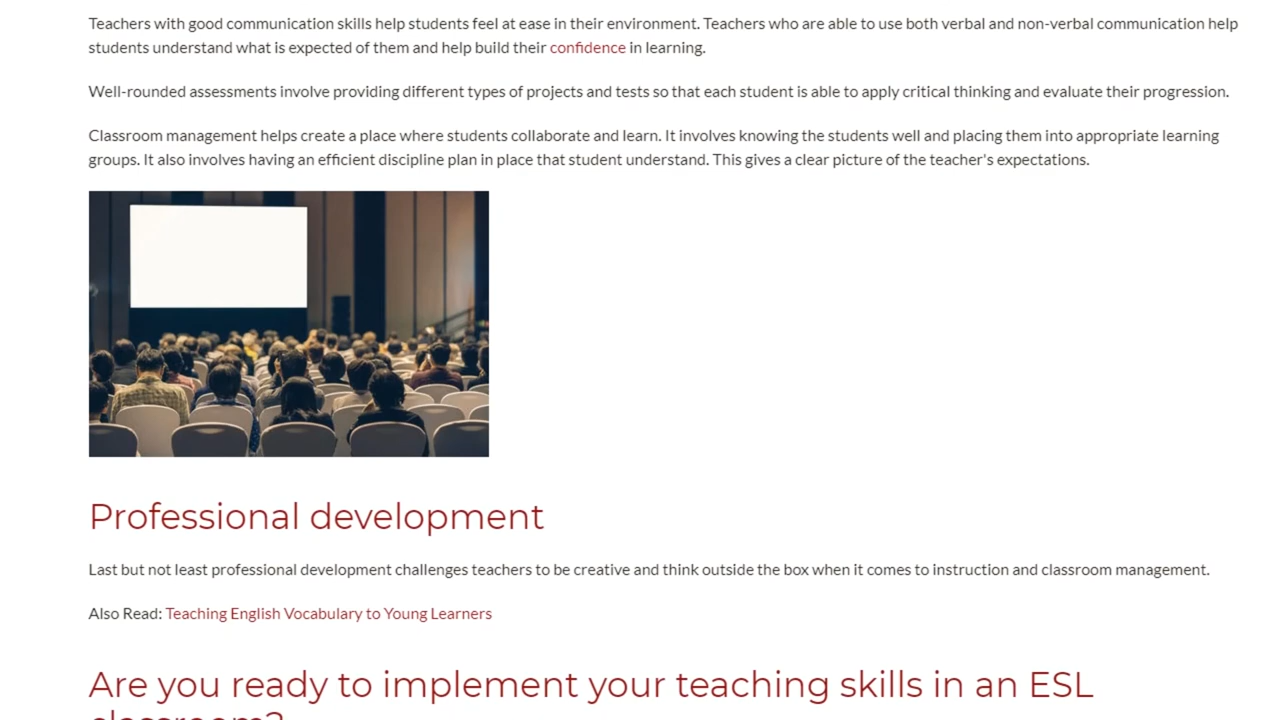 Teachers with good communication skills help students feel at ease in their environment. Teachers who are able to use both verbal and non-verbal communication help
students understand what is expected of them and help build their confidence in learning.
Well-rounded assessments involve providing different types of projects and tests so that each student is able to apply critical thinking and evaluate their progression.
Classroom management helps create a place where students collaborate and learn. It involves knowing the students well and placing them into appropriate learning
groups. It also involves having an efficient discipline plan in place that student understand. This gives a clear picture of the teacher's expectations.
Professional development
Last but not least professional development challenges teachers to be creative and think outside the box when it comes to instruction and classroom management.
Also Read: Teaching English Vocabulary to Young Learners
Are you ready to implement your teaching skills in an ESL
classroom?